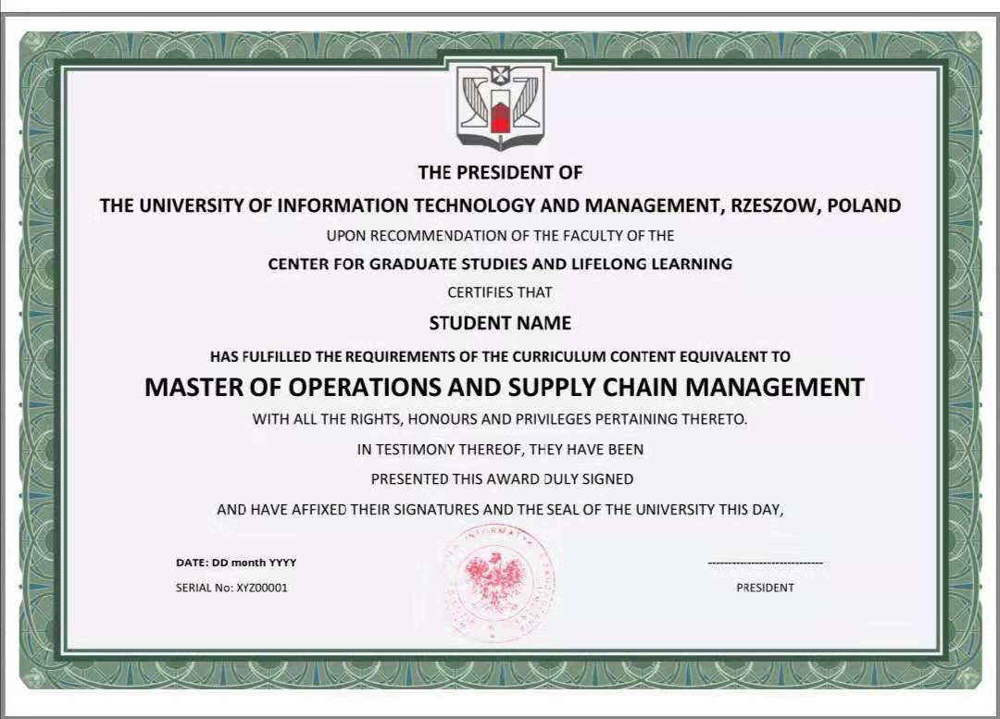 THE PRESIDENT OF
THE UNIVERSITY OF INFORMATION TECHNOLOGY AND MANAGEMENT, RZESZOW, POLAND
UPON RECOMMENDATION OF THE FACULTY OF THE
CENTER FOR GRADUATE STUDIES AND LIFELONG LEARNING
CERTIFIES THAT
STUDENT NAME
HAS FULFILLED THE REQUIREMENTS OF THE CURRICULUM CONTENT EQUIVALENT TO
MASTER OF OPERATIONS AND SUPPLY CHAIN MANAGEMENT
WITH ALL THE RIGHTS, HONOURS AND PRIVILEGES PERTAINING THERETO.
IN TESTIMONY THEREOF, THEY HAVE BEEN
PRESENTED THIS AWARD DULY SIGNED
AND HAVE AFFIXED THEIR SIGNATURES AND THE SEAL OF THE UNIVERSITY THIS DAY,
DATE: DD month YYYY
SERIAL No: XYZ00001
PRESIDENT